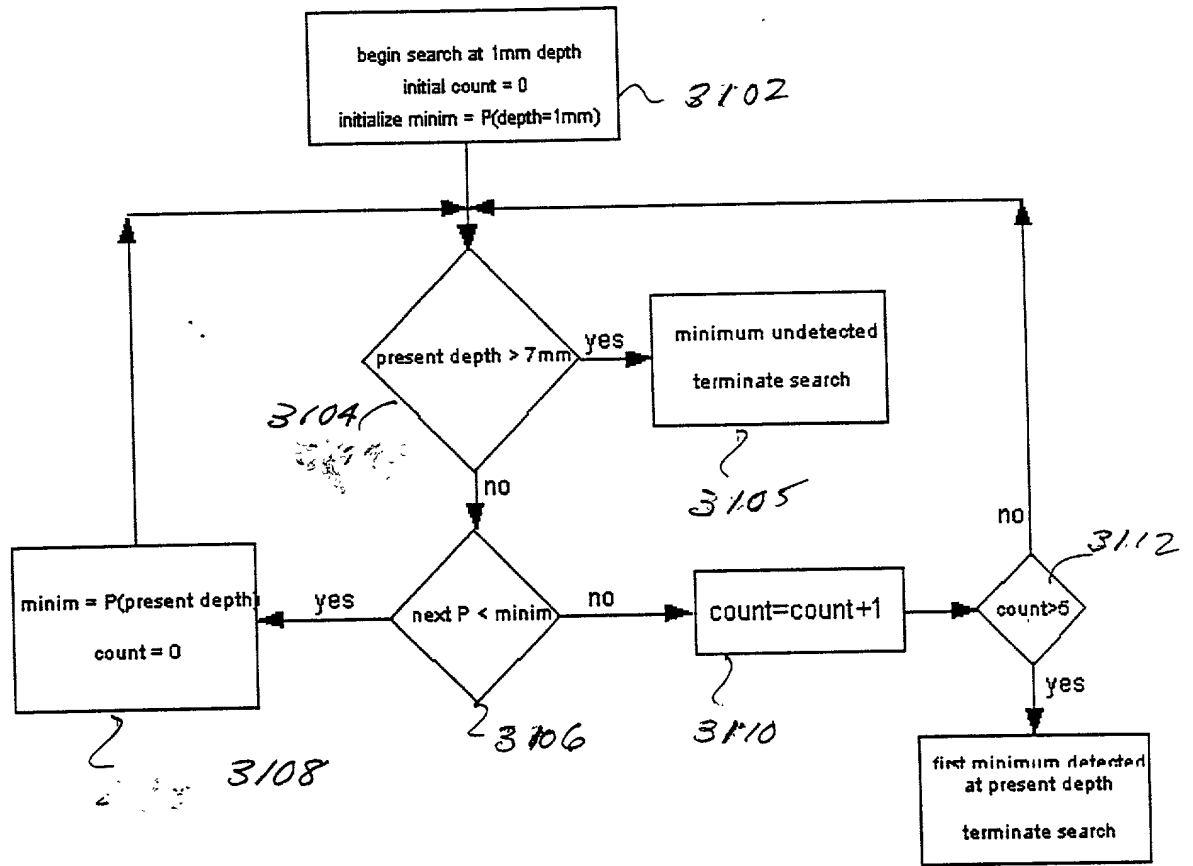 begin search at 1mm depth
initial count = 0
initialize minim = P(depth=1mm)
3102
present depth > 7mm
yes
minimum undetected
terminate search
3104
3105
no
no
3112
minim = P(present depth)
count = 0
yes
next P < minim
no
count=count+1
count>5
3108
3106
3110
yes
first minimum detected
at present depth
terminate search